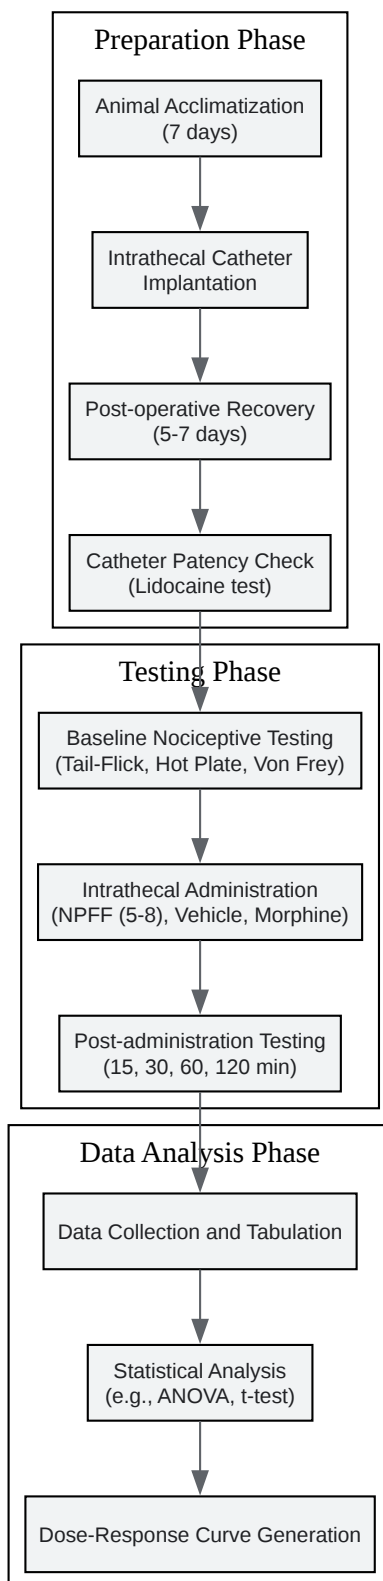 Preparation Phase
Animal Acclimatization
(7 days)
Intrathecal Catheter
Implantation
Post-operative Recovery
(5-7 days)
Catheter Patency Check
(Lidocaine test)
Testing Phase
Baseline Nociceptive Testing
(Tail-Flick, Hot Plate, Von Frey)
Intrathecal Administration
(NPFF (5-8), Vehicle, Morphine)
Post-administration Testing
(15, 30, 60, 120 min)
Data Analysis Phase
Data Collection and Tabulation
Statistical Analysis
(e.g., ANOVA, t-test)
Dose-Response Curve Generation